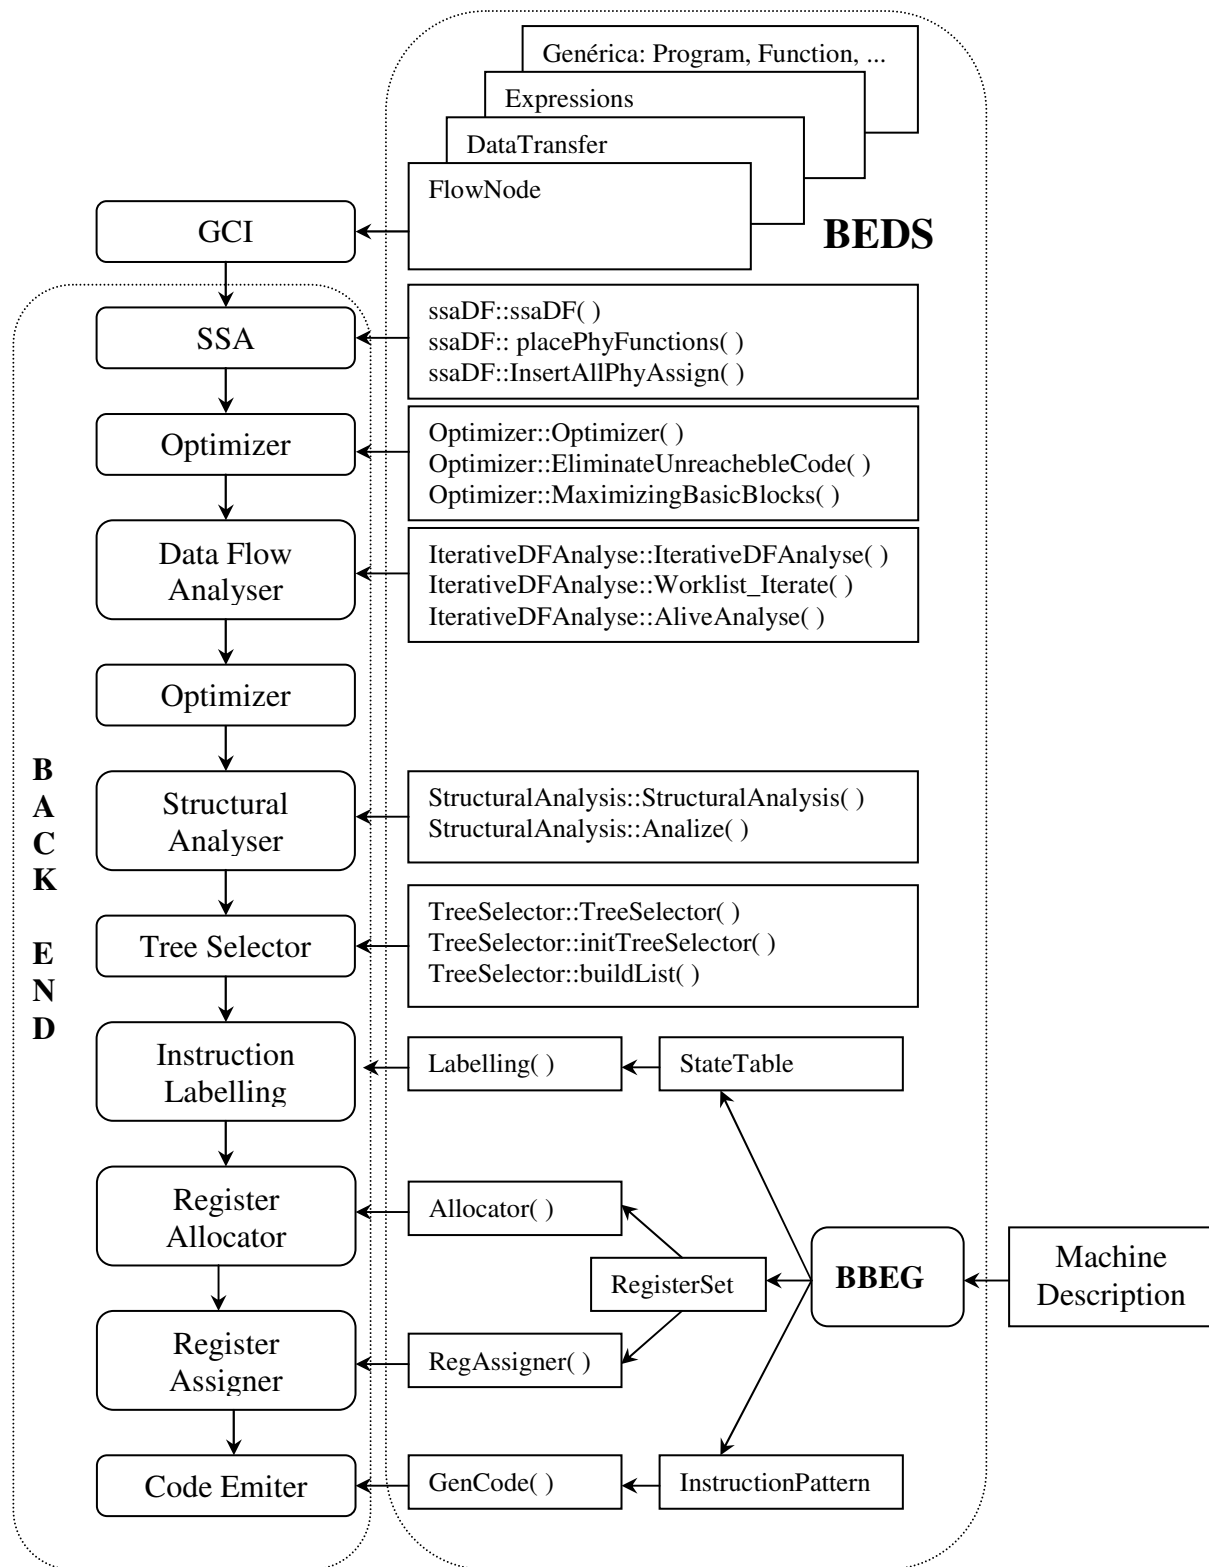 Genérica: Program, Function, ...
Expressions
DataTransfer
FlowNode
BEDS
GCI
SSA
ssaDF::ssaDF( )
ssaDF:: placePhyFunctions( )
ssaDF::InsertAllPhyAssign( )
Optimizer
Optimizer::Optimizer( )
Optimizer::EliminateUnreachebleCode( )
Optimizer::MaximizingBasicBlocks( )
Data Flow
Analyser
IterativeDFAnalyse::IterativeDFAnalyse( )
IterativeDFAnalyse::Worklist_Iterate( )
IterativeDFAnalyse::AliveAnalyse( )
Optimizer
B
A
C
K
E
N
D
Structural
Analyser
StructuralAnalysis::StructuralAnalysis( )
StructuralAnalysis::Analize( )
Tree Selector
TreeSelector::TreeSelector( )
TreeSelector::initTreeSelector( )
TreeSelector::buildList( )
Instruction
Labelling
Labelling( )
StateTable
Register
Allocator
Allocator( )
RegisterSet
BBEG
Machine
Description
Register
Assigner
RegAssigner( )
Code Emiter
GenCode( )
InstructionPattern